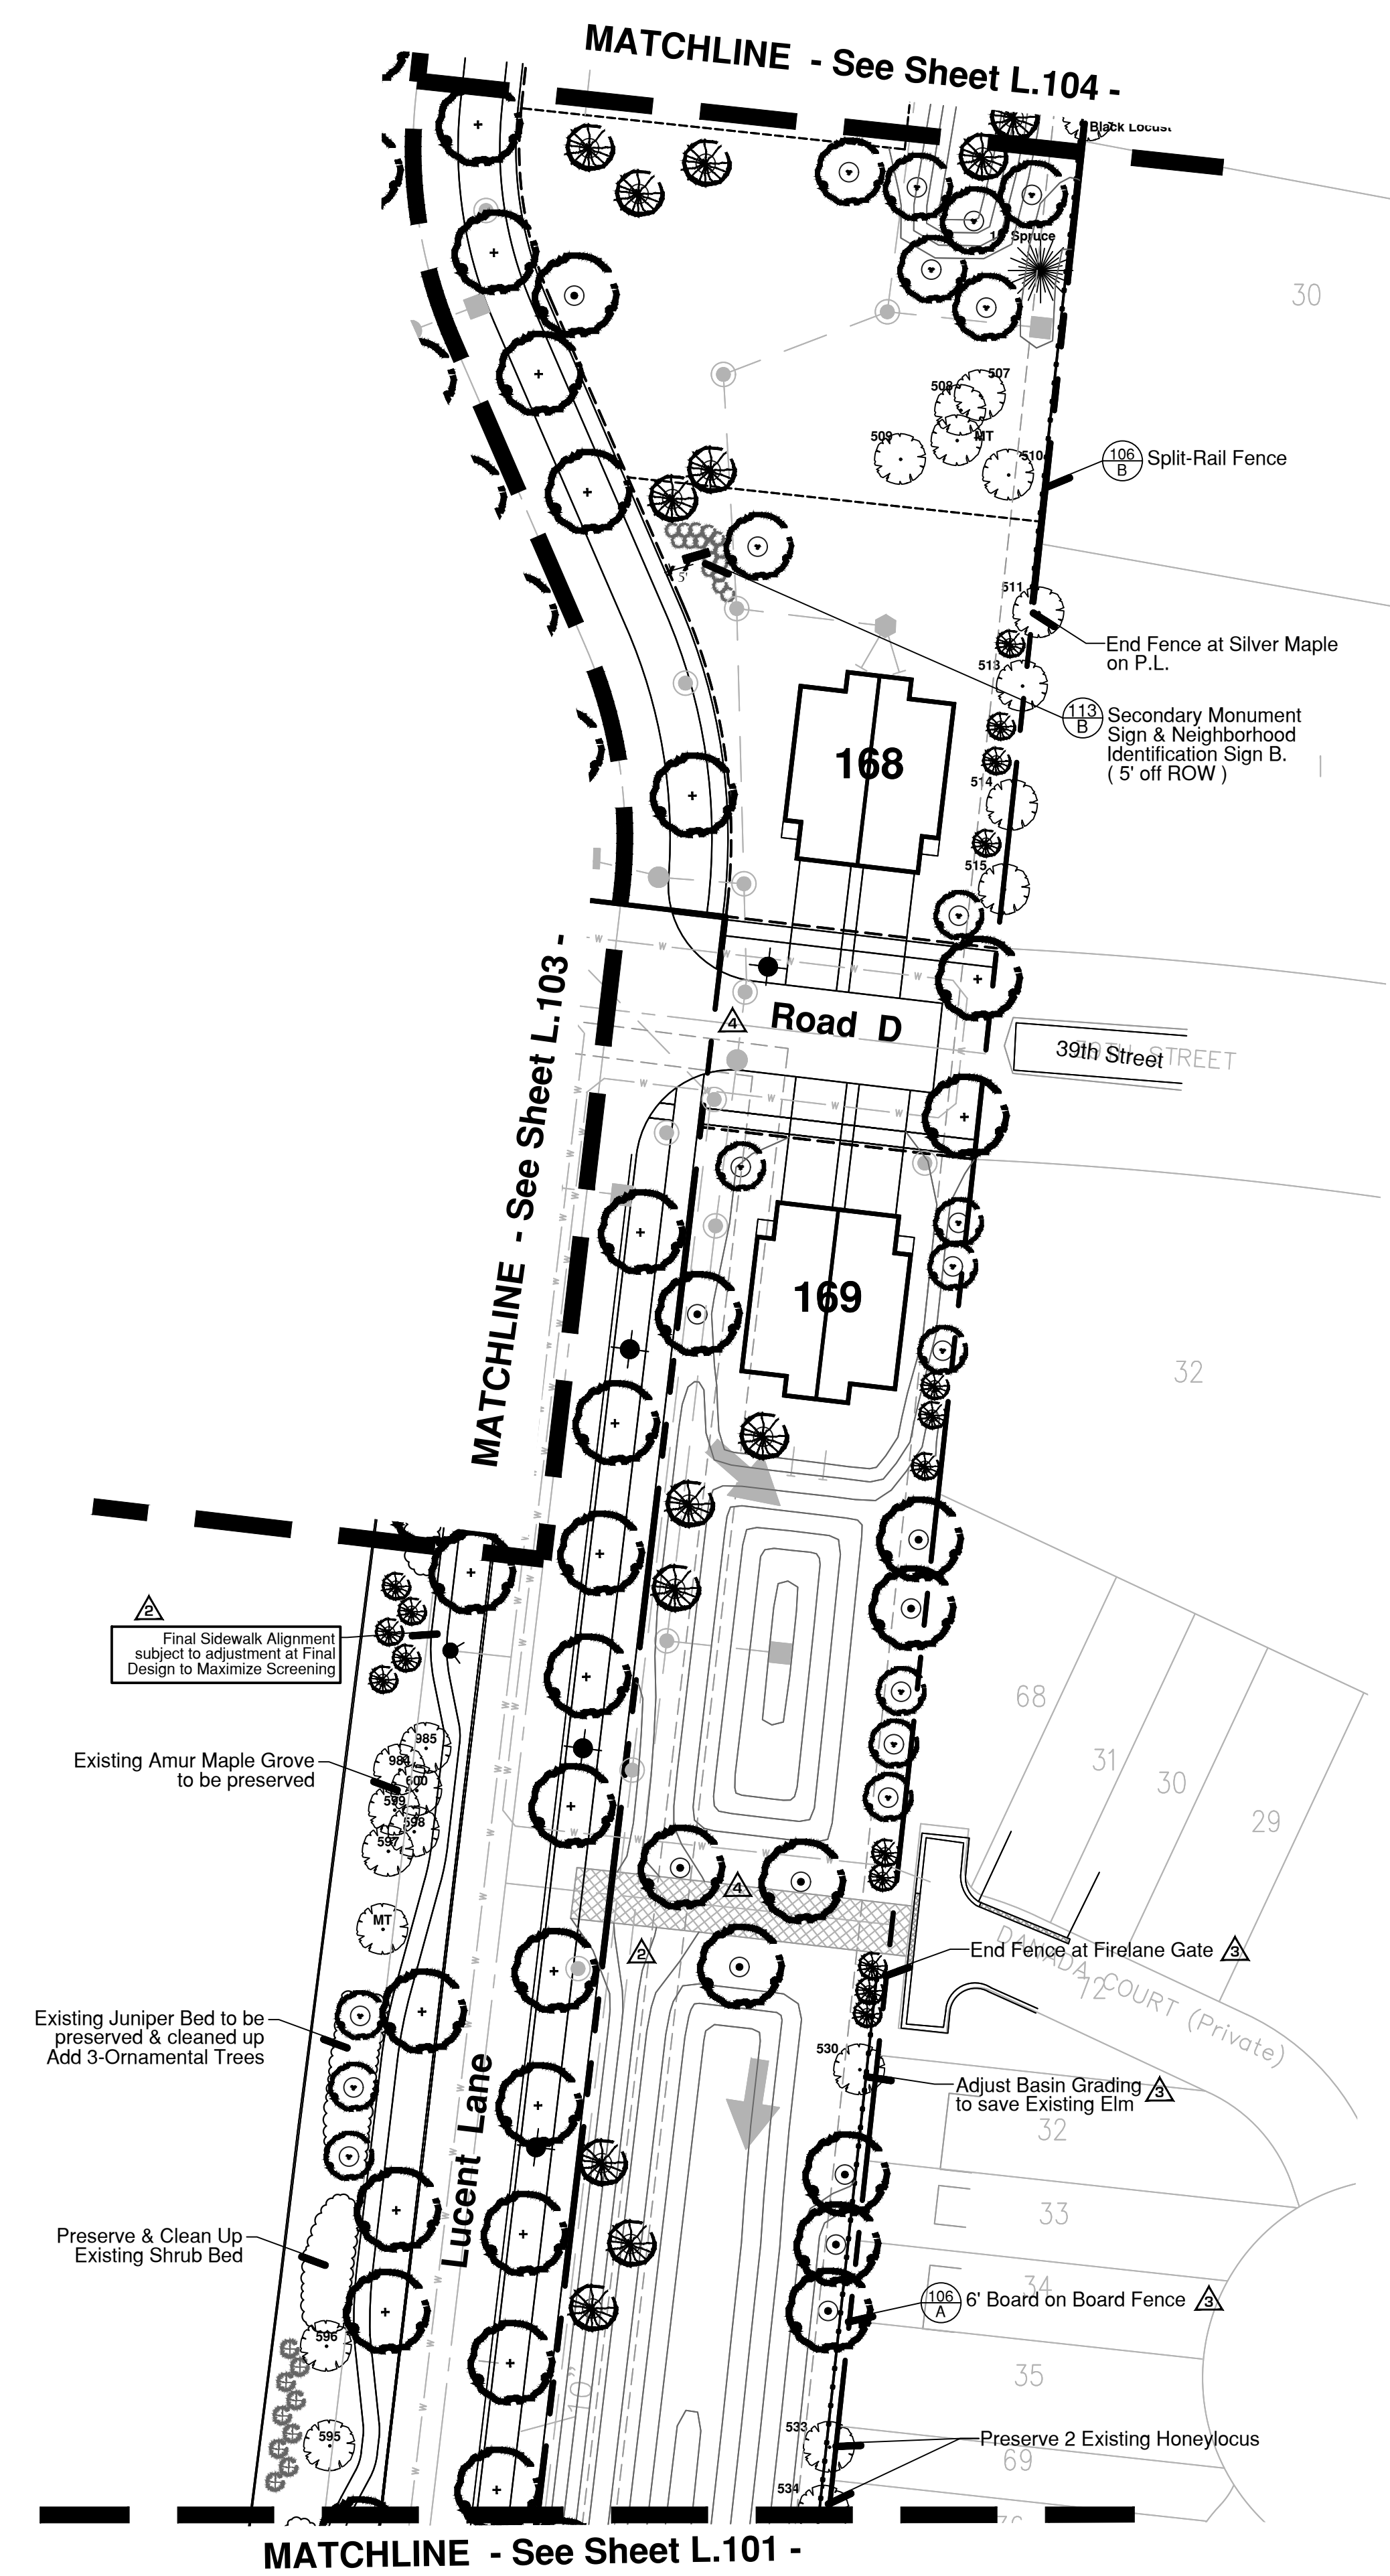 MATCHLINE - See Sheet L.104 -
Black Locust
Spruce
30
507
508
MT
509
510
106
B
Split-Rail Fence
5'
511
End Fence at Silver Maple
on P.L.
513
113
B
Secondary Monument
Sign & Neighborhood
Identification Sign B.
( 5' off ROW )
168
514
515
MATCHLINE - See Sheet L.103 -
W
4
Road D
39th Street
39TH STREET
169
32
2
Final Sidewalk Alignment
subject to adjustment at Final
Design to Maximize Screening
68
31
30
29
985
984
600
599
598
597
Existing Amur Maple Grove
to be preserved
4
MT
2
End Fence at Firelane Gate
3
DANADA COURT (Private)
72
Existing Juniper Bed to be
preserved & cleaned up
Add 3-Ornamental Trees
530
Adjust Basin Grading
to save Existing Elm
3
32
Lucent Lane
33
Preserve & Clean Up
Existing Shrub Bed
34
106
A
6' Board on Board Fence
3
596
35
10"
595
533
Preserve 2 Existing Honeylocus
69
534
MATCHLINE - See Sheet L.101 -